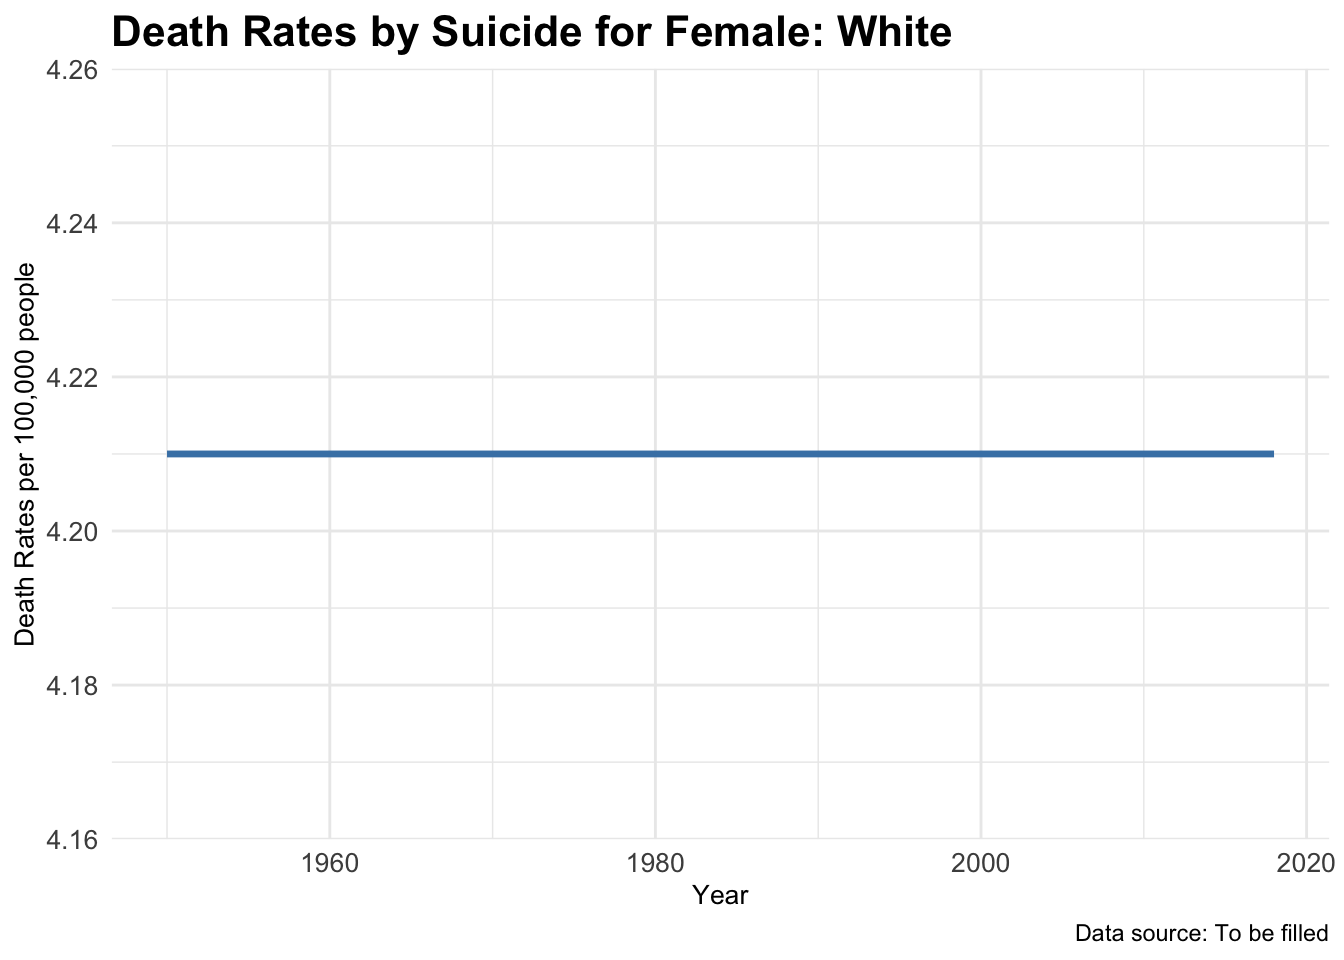 Death Rates by Suicide for Female: White
4.26
4.24
4.22
4.20
4.18
4.16
Death Rates per 100,000 people
1960
1980
2000
2020
Year
Data source: To be filled